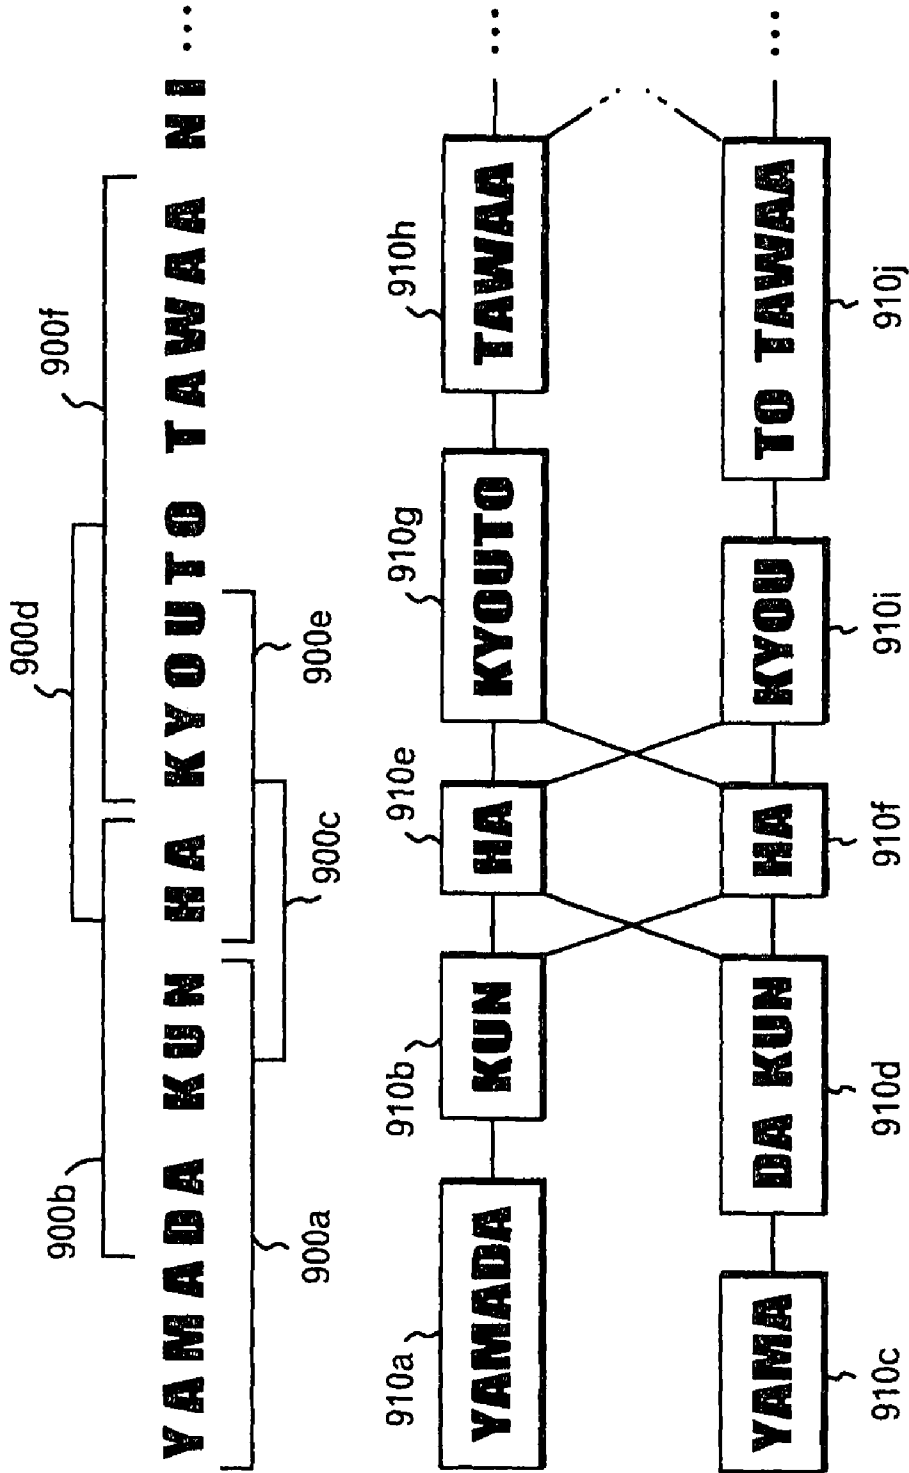 900d
900b 900f
YAMADA KUN HA KYOUTO TAWAA NI ...
900a 900e
900c
910a 910b 910e 910g 910h
YAMADA KUN HA KYOUTO TAWAA ...
YAMA DA KUN HA KYOU TO TAWAA ...
910c 910d 910f 910i 910j